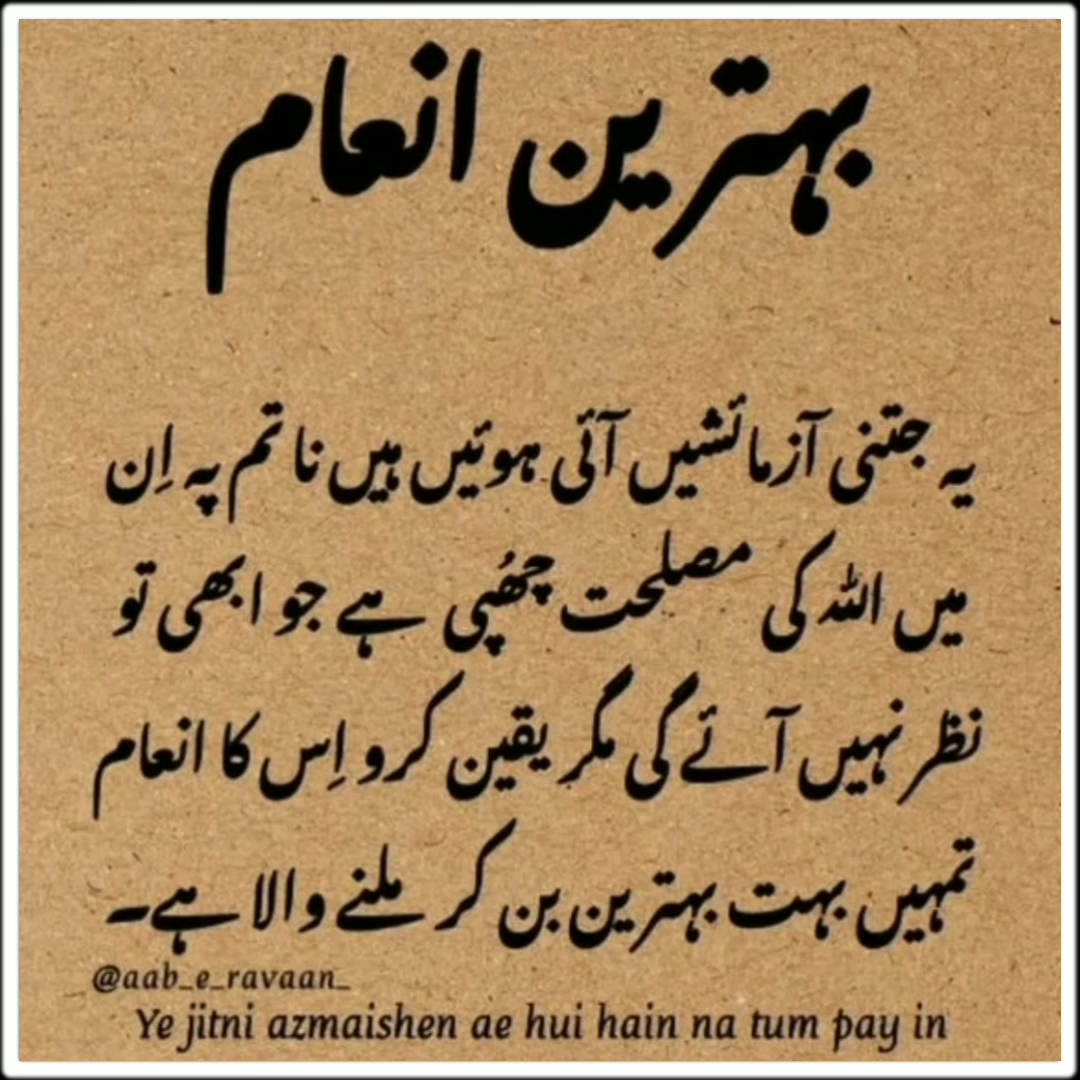 بہترین انعام
یہ جتنی آزمائشیں آئی ہوئیں ہیں نا تم پہ اِن
میں اللہ کی مصلحت چھُپی ہے جو ابھی تو
نظر نہیں آئے گی مگر یقین کرو اِس کا انعام
تمہیں بہت بہترین بن کر ملنے والا ہے۔
@aab_e_ravaan_
Ye jitni azmaishen ae hui hain na tum pay in